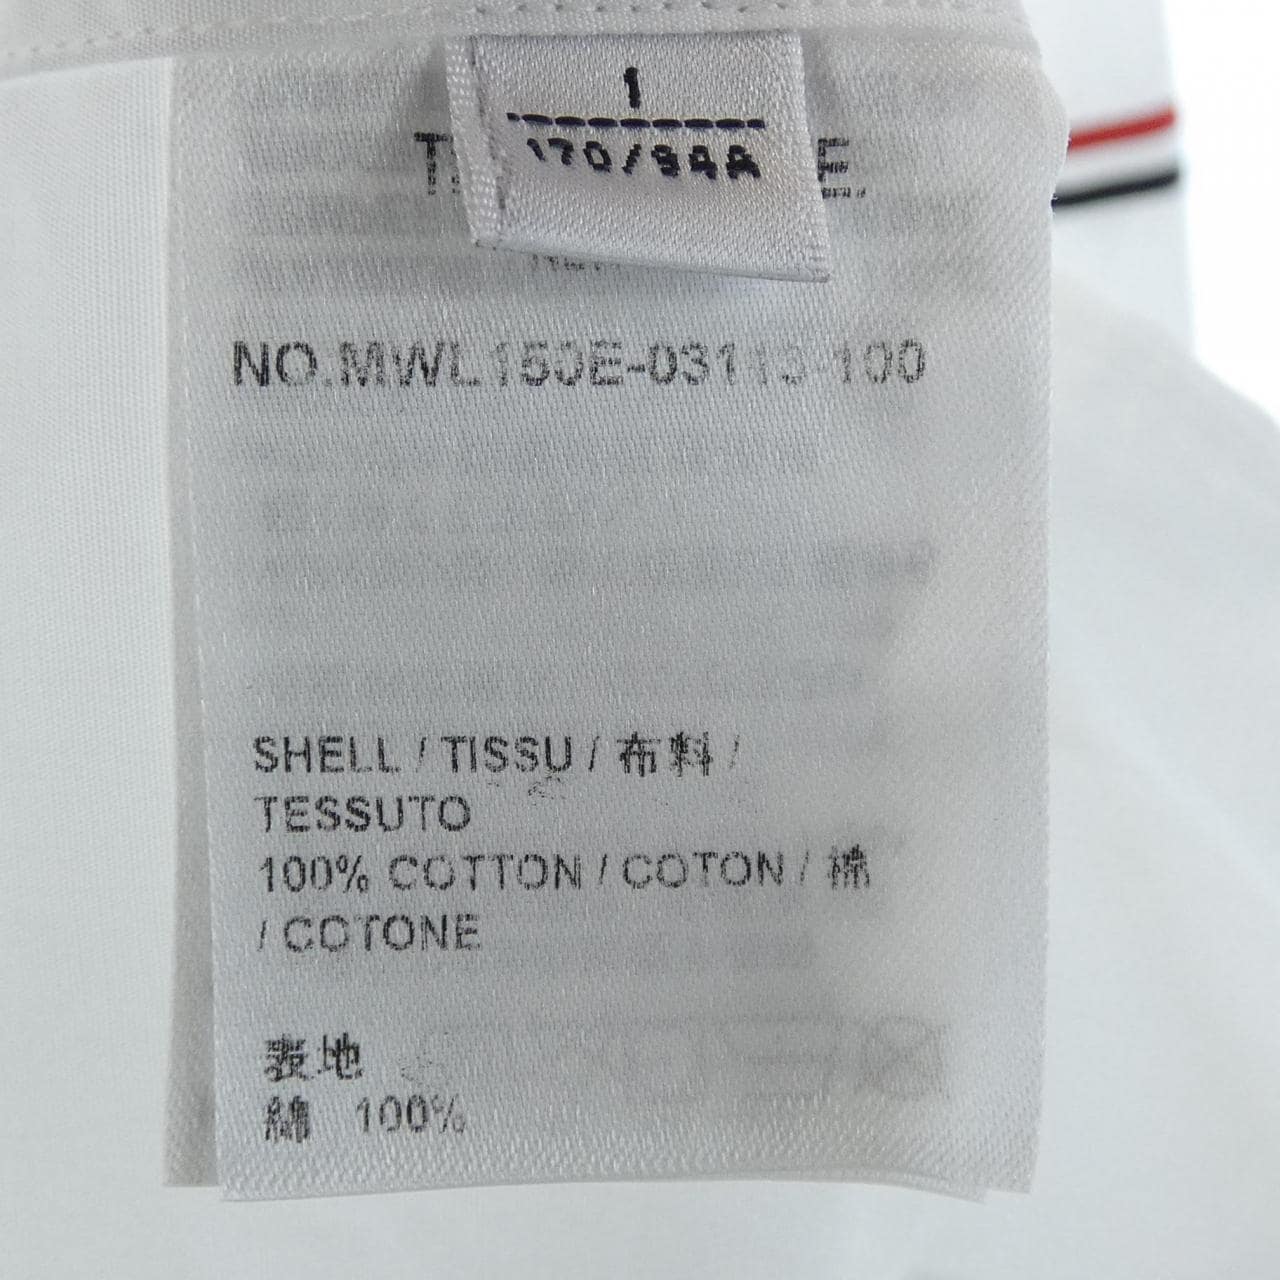 1
170/94A
NO.MWL150E-03113-100
SHELL / TISSU / 布料 /
TESSUTO
100% COTTON / COTON / 棉
/ COTONE
表地
綿 100%